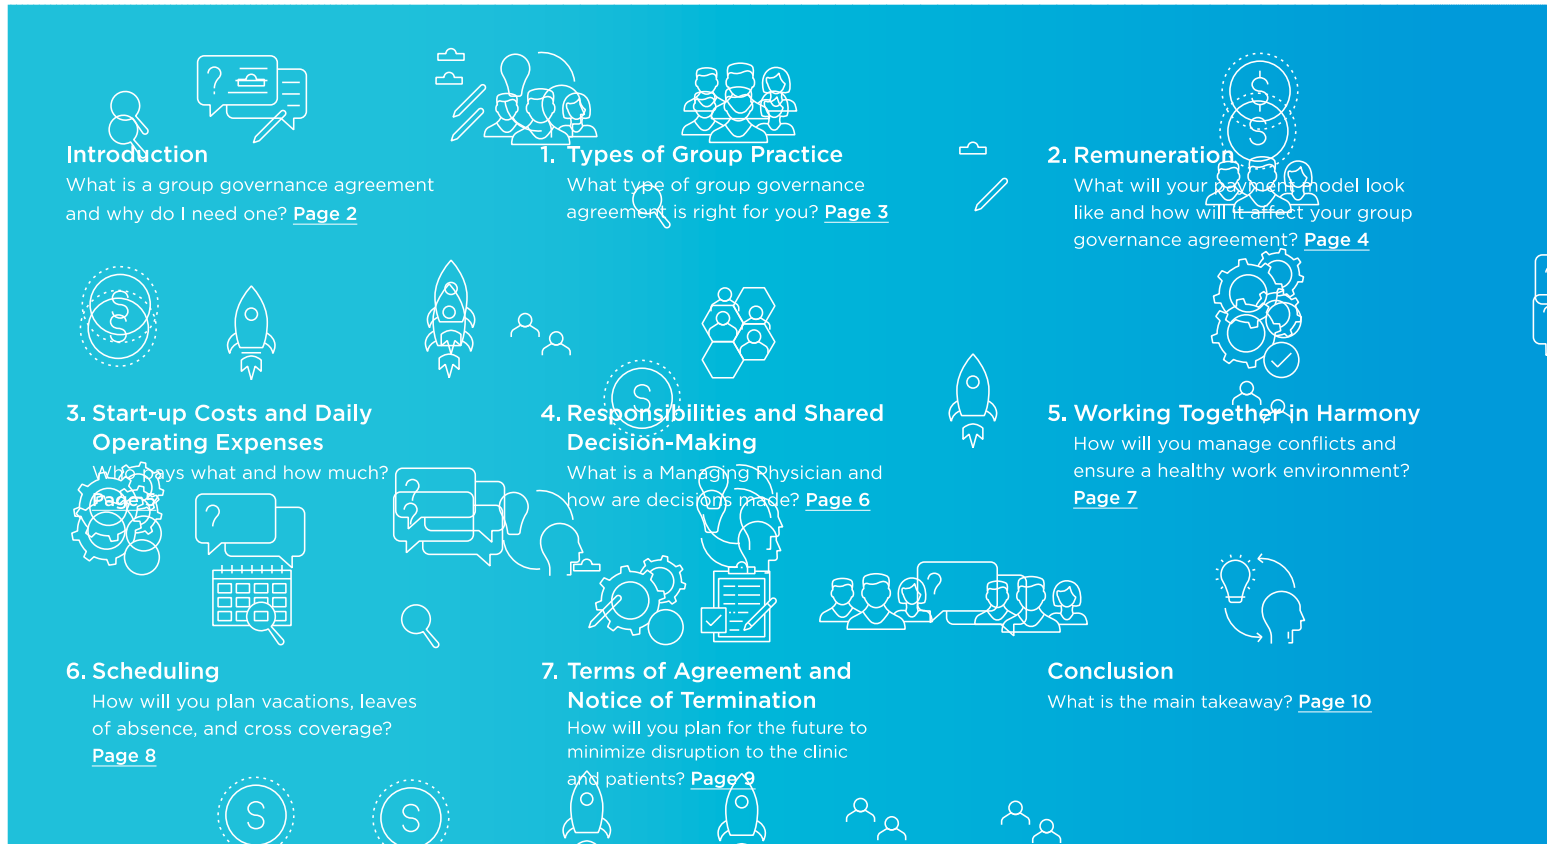 Introduction
What is a group governance agreement
and why do I need one? Page 2
1. Types of Group Practice
What type of group governance
agreement is right for you? Page 3
2. Remuneration
What will your payment model look
like and how will it affect your group
governance agreement? Page 4
3. Start-up Costs and Daily
Operating Expenses
Who pays what and how much?
Page 5
4. Responsibilities and Shared
Decision-Making
What is a Managing Physician and
how are decisions made? Page 6
5. Working Together in Harmony
How will you manage conflicts and
ensure a healthy work environment?
Page 7
6. Scheduling
How will you plan vacations, leaves
of absence, and cross coverage?
Page 8
7. Terms of Agreement and
Notice of Termination
How will you plan for the future to
minimize disruption to the clinic
and patients? Page 9
Conclusion
What is the main takeaway? Page 10